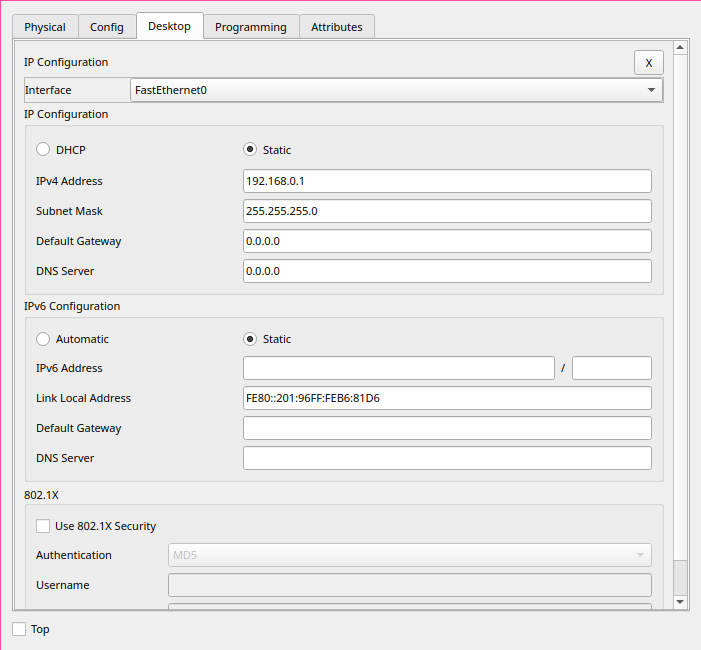 Physical Config Desktop Programming Attributes
IP Configuration X
Interface FastEthernet0
IP Configuration
DHCP Static
IPv4 Address 192.168.0.1
Subnet Mask 255.255.255.0
Default Gateway 0.0.0.0
DNS Server 0.0.0.0
IPv6 Configuration
Automatic Static
IPv6 Address /
Link Local Address FE80::201:96FF:FEB6:81D6
Default Gateway
DNS Server
802.1X
Use 802.1X Security
Authentication MD5
Username
Top